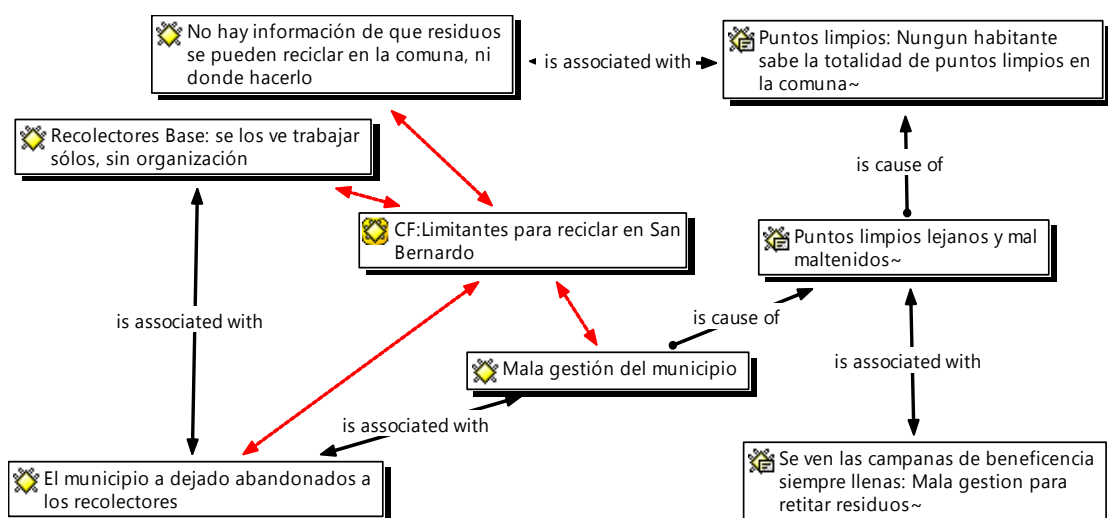 No hay información de que residuos
se pueden reciclar en la comuna, ni
donde hacerlo
is associated with
Puntos limpios: Nungun habitante
sabe la totalidad de puntos limpios en
la comuna~
Recolectores Base: se los ve trabajar
sólos, sin organización
is cause of
CF:Limitantes para reciclar en San
Bernardo
Puntos limpios lejanos y mal
maltenidos~
is associated with
is cause of
Mala gestión del municipio
is associated with
is associated with
El municipio a dejado abandonados a
los recolectores
Se ven las campanas de beneficencia
siempre llenas: Mala gestion para
retitar residuos~